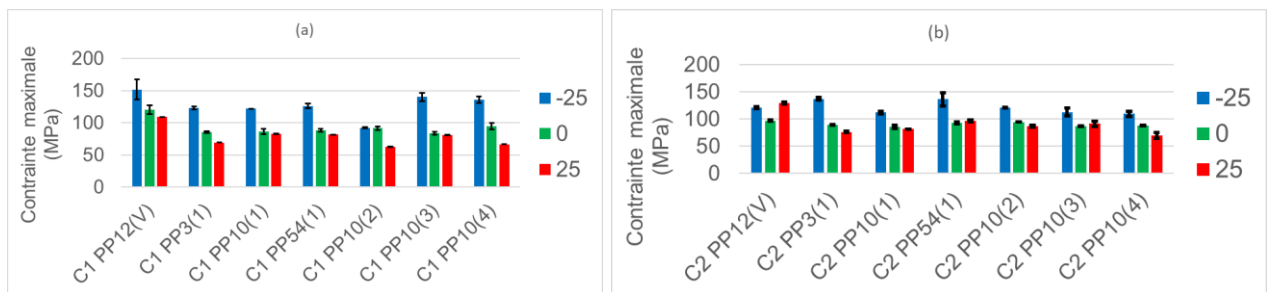 (a)
Contrainte maximale
(MPa)
200
150
100
50
0
C1 PP12(V)
C1 PP3(1)
C1 PP10(1)
C1 PP54(1)
C1 PP10(2)
C1 PP10(3)
C1 PP10(4)
-25
0
25
(b)
Contrainte maximale
(MPa)
200
150
100
50
0
C2 PP12(V)
C2 PP3(1)
C2 PP10(1)
C2 PP54(1)
C2 PP10(2)
C2 PP10(3)
C2 PP10(4)
-25
0
25